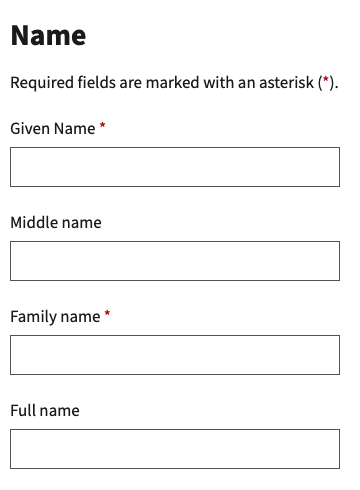 Name
Required fields are marked with an asterisk (*).
Given Name *
Middle name
Family name *
Full name